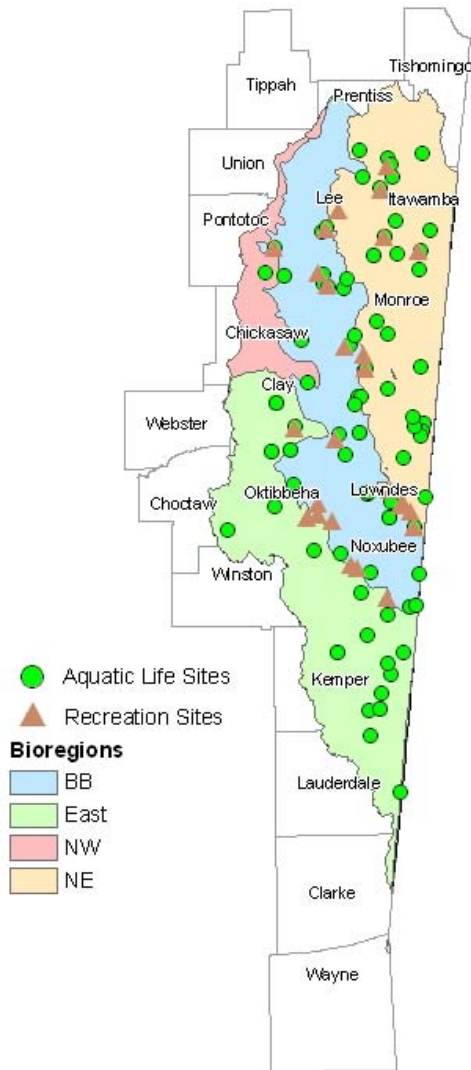 Tishomingo
Tippah
Prentiss
Union
Lee
Itawamba
Pontotoc
Monroe
Chickasaw
Clay
Webster
Choctaw
Oktibbeha
Lowndes
Noxubee
Winston
Aquatic Life Sites
Kemper
Recreation Sites
Bioregions
BB
Lauderdale
East
NW
NE
Clarke
Wayne